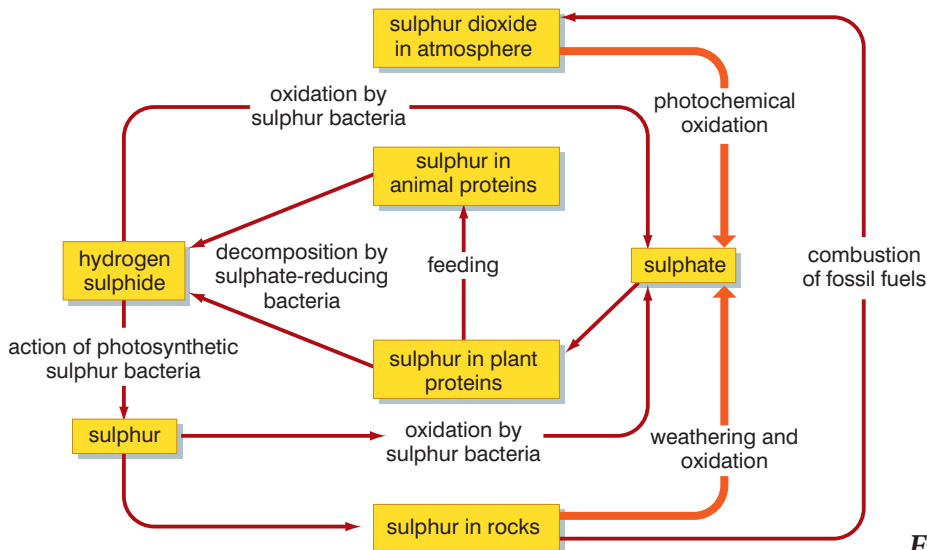 sulphur dioxide
in atmosphere
oxidation by
sulphur bacteria
photochemical
oxidation
sulphur in
animal proteins
hydrogen
sulphide
decomposition by
sulphate-reducing
bacteria
feeding
sulphate
combustion
of fossil fuels
action of photosynthetic
sulphur bacteria
sulphur in plant
proteins
sulphur
oxidation by
sulphur bacteria
weathering and
oxidation
sulphur in rocks